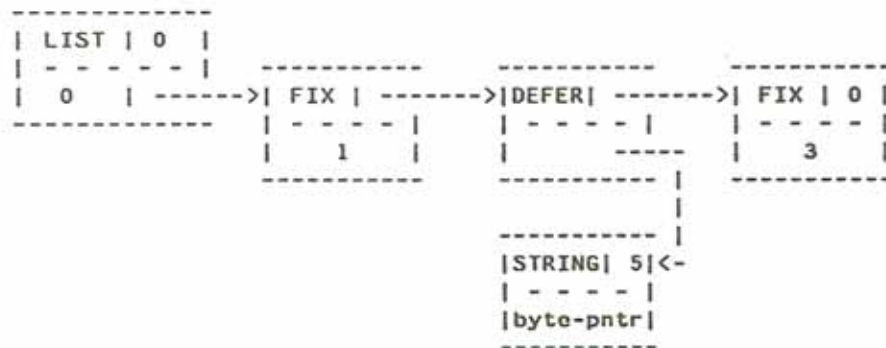 -------------
| LIST | 0  |
| - - - - - |     -----------       -----------       -----------
|  0   | ------>| FIX | ------->|DEFER| ------->| FIX | 0 |
-------------     | - - - - |       | - - - - |       | - - - - |
|    1    |       |       -----     |    3    |
-----------       ----------- |     -----------
|
----------- |
|STRING| 5|<-
| - - - - |
|byte-pntr|
-----------